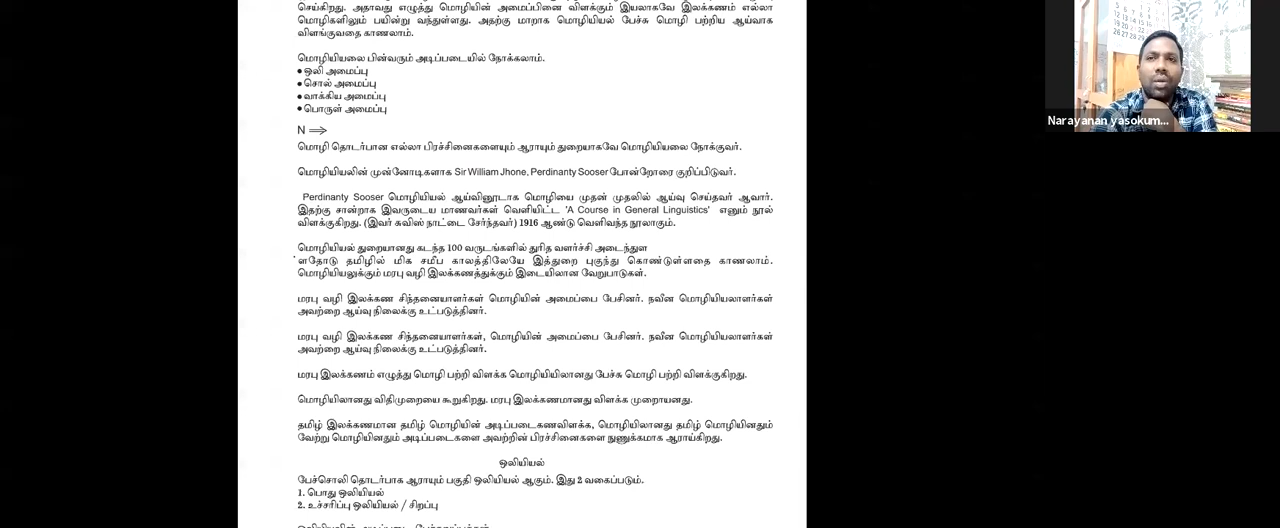 செய்கிறது. அதாவது எழுத்து மொழியின் அமைப்பினை விளக்கும் இயலாகவே இலக்கணம் எல்லா
மொழிகளிலும் பயின்று வந்துள்ளது. அதற்கு மாறாக மொழியியல் பேச்சு மொழி பற்றிய ஆய்வாக
விளங்குவதை காணலாம்.
மொழியியலை பின்வரும் அடிப்படையில் நோக்கலாம்.
● ஒலி அமைப்பு
● சொல் அமைப்பு
● வாக்கிய அமைப்பு
● பொருள் அமைப்பு
N ⇒
மொழி தொடர்பான எல்லா பிரச்சினைகளையும் ஆராயும் துறையாகவே மொழியியலை நோக்குவர்.
மொழியியலின் முன்னோடிகளாக Sir William Jhone, Perdinanty Sooser போன்றோரை குறிப்பிடுவர்.
Perdinanty Sooser மொழியியல் ஆய்வினூடாக மொழியை முதன் முதலில் ஆய்வு செய்தவர் ஆவார்.
இதற்கு சான்றாக இவருடைய மாணவர்கள் வெளியிட்ட 'A Course in General Linguistics' எனும் நூல்
விளக்குகிறது. (இவர் சுவிஸ் நாட்டை சேர்ந்தவர்) 1916 ஆண்டு வெளிவந்த நூலாகும்.
மொழியியல் துறையானது கடந்த 100 வருடங்களில் துரித வளர்ச்சி அடைந்துள
ளதோடு தமிழில் மிக சமீப காலத்திலேயே இத்துறை புகுந்து கொண்டுள்ளதை காணலாம்.
மொழியியலுக்கும் மரபு வழி இலக்கணத்துக்கும் இடையிலான வேறுபாடுகள்.
மரபு வழி இலக்கண சிந்தனையாளர்கள் மொழியின் அமைப்பை பேசினர். நவீன மொழியியலாளர்கள்
அவற்றை ஆய்வு நிலைக்கு உட்படுத்தினர்.
மரபு வழி இலக்கண சிந்தனையாளர்கள், மொழியின் அமைப்பை பேசினர். நவீன மொழியியலாளர்கள்
அவற்றை ஆய்வு நிலைக்கு உட்படுத்தினர்.
மரபு இலக்கணம் எழுத்து மொழி பற்றி விளக்க மொழியியிலானது பேச்சு மொழி பற்றி விளக்குகிறது.
மொழியிலானது விதிமுறையை கூறுகிறது. மரபு இலக்கணமானது விளக்க முறையானது.
தமிழ் இலக்கணமான தமிழ் மொழியின் அடிப்படைகணவிளக்க, மொழியிலானது தமிழ் மொழியினதும்
வேற்று மொழியினதும் அடிப்படைகளை அவற்றின் பிரச்சினைகளை நுணுக்கமாக ஆராய்கிறது.
ஒலியியல்
பேச்சொலி தொடர்பாக ஆராயும் பகுதி ஒலியியல் ஆகும். இது 2 வகைப்படும்.
1. பொது ஒலியியல்
2. உச்சரிப்பு ஒலியியல் / சிறப்பு
Narayanan yasokum...